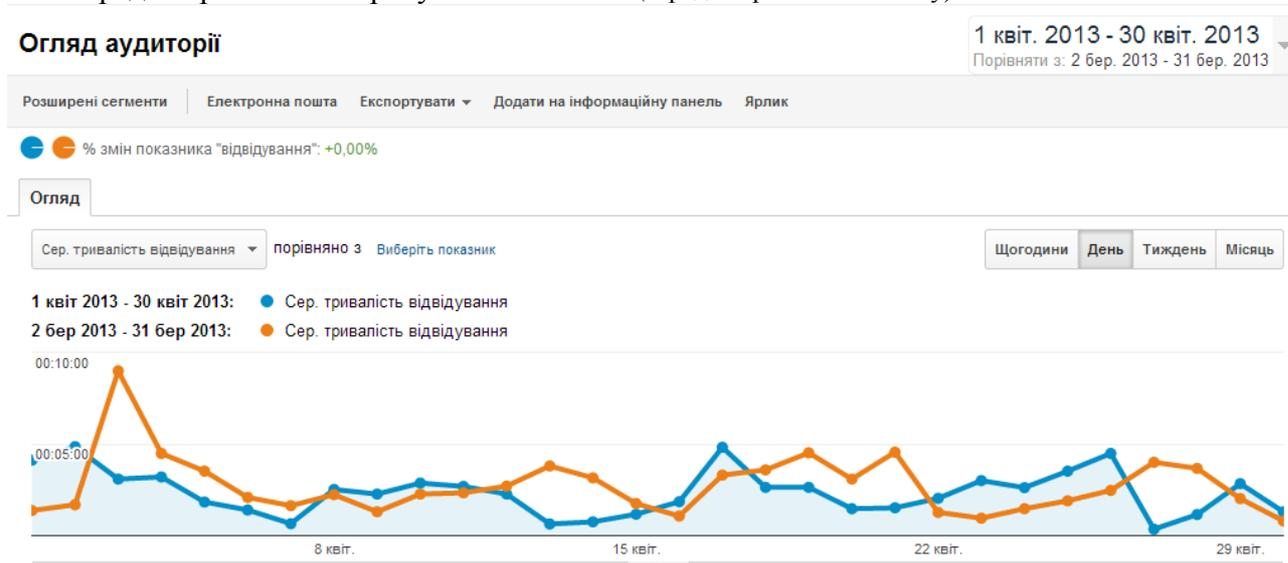 Огляд аудиторії
1 квіт. 2013 - 30 квіт. 2013
Порівняти з: 2 бер. 2013 - 31 бер. 2013
Розширені сегменти Електронна пошта Експортувати Додати на інформаційну панель Ярлик
% змін показника "відвідування": +0,00%
Огляд
Сер. тривалість відвідування порівняно з Виберіть показник Щогодини День Тиждень Місяць
1 квіт 2013 - 30 квіт 2013: Сер. тривалість відвідування
2 бер 2013 - 31 бер 2013: Сер. тривалість відвідування
00:10:00
00:05:00
8 квіт. 15 квіт. 22 квіт. 29 квіт.